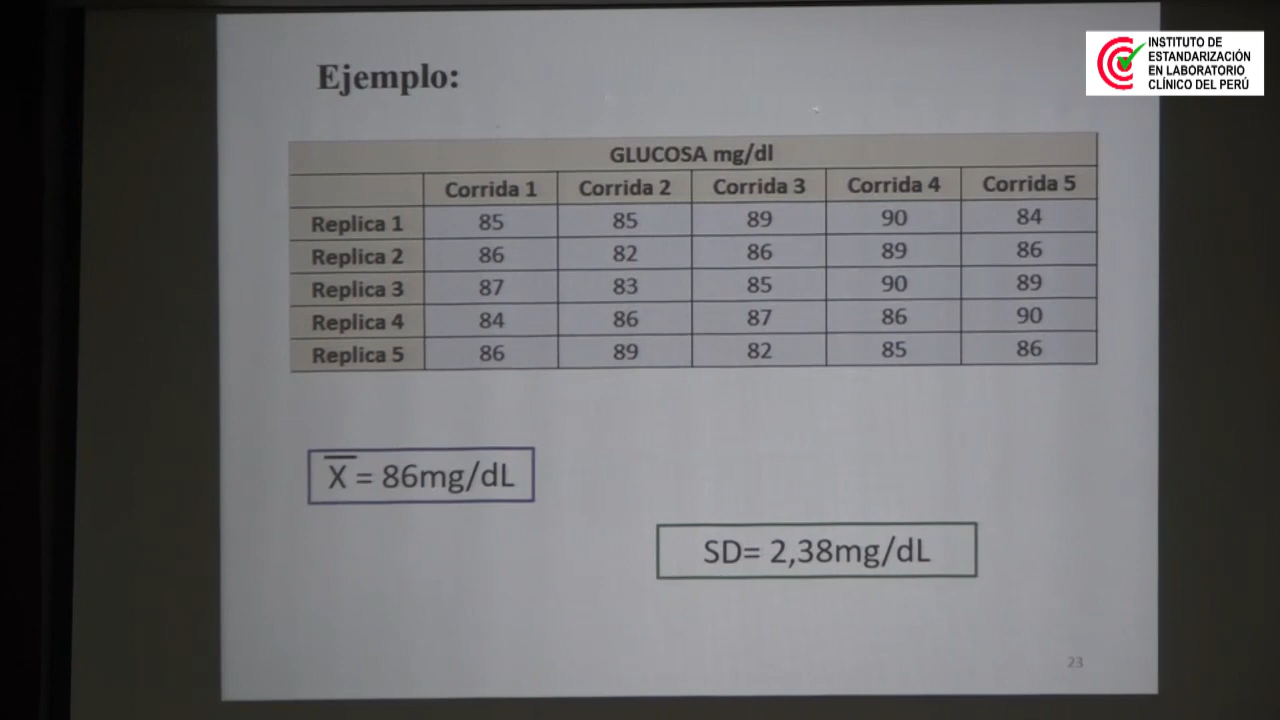 INSTITUTO DE
ESTANDARIZACIÓN
EN LABORATORIO
CLÍNICO DEL PERÚ
Ejemplo:
GLUCOSA mg/dl
Corrida 1 Corrida 2 Corrida 3 Corrida 4 Corrida 5
Replica 1 85 85 89 90 84
Replica 2 86 82 86 89 86
Replica 3 87 83 85 90 89
Replica 4 84 86 87 86 90
Replica 5 86 89 82 85 86
X̅ = 86mg/dL
SD= 2,38mg/dL
23